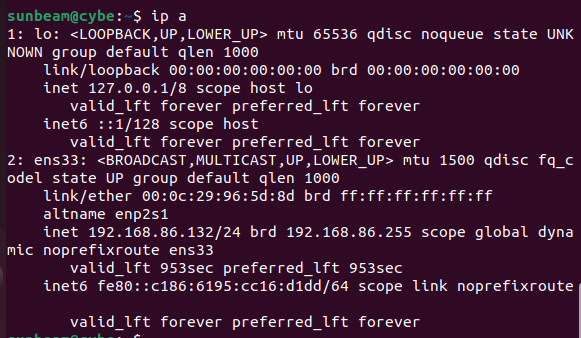 sunbeam@cybe:~$ ip a
1: lo: <LOOPBACK,UP,LOWER_UP> mtu 65536 qdisc noqueue state UNK
NOWN group default qlen 1000
    link/loopback 00:00:00:00:00:00 brd 00:00:00:00:00:00
    inet 127.0.0.1/8 scope host lo
       valid_lft forever preferred_lft forever
    inet6 ::1/128 scope host
       valid_lft forever preferred_lft forever
2: ens33: <BROADCAST,MULTICAST,UP,LOWER_UP> mtu 1500 qdisc fq_c
odel state UP group default qlen 1000
    link/ether 00:0c:29:96:5d:8d brd ff:ff:ff:ff:ff:ff
    altname enp2s1
    inet 192.168.86.132/24 brd 192.168.86.255 scope global dyna
mic noprefixroute ens33
       valid_lft 953sec preferred_lft 953sec
    inet6 fe80::c186:6195:cc16:d1dd/64 scope link noprefixroute
       valid_lft forever preferred_lft forever